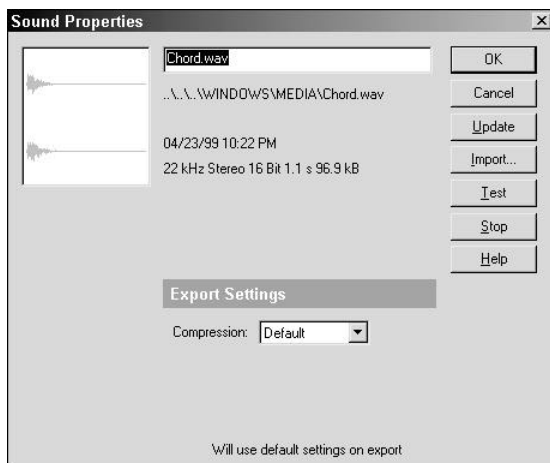 Sound Properties
Chord.wav
..\..\..\WINDOWS\MEDIA\Chord.wav
04/23/99 10:22 PM
22 kHz Stereo 16 Bit 1.1 s 96.9 kB
OK
Cancel
Update
Import...
Test
Stop
Help
Export Settings
Compression: Default
Will use default settings on export